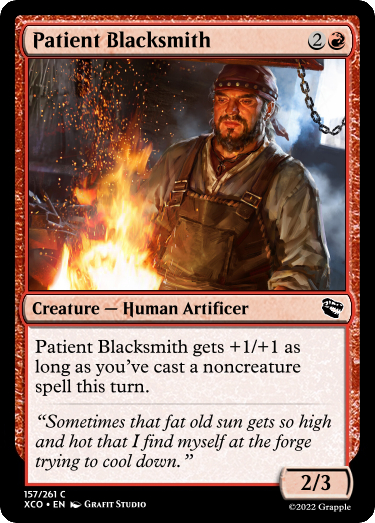 Patient Blacksmith 2
Creature — Human Artificer
Patient Blacksmith gets +1/+1 as
long as you've cast a noncreature
spell this turn.
“Sometimes that fat old sun gets so high
and hot that I find myself at the forge
trying to cool down.”
2/3
157/261 C
XCO • EN Grafit Studio
©2022 Grapple